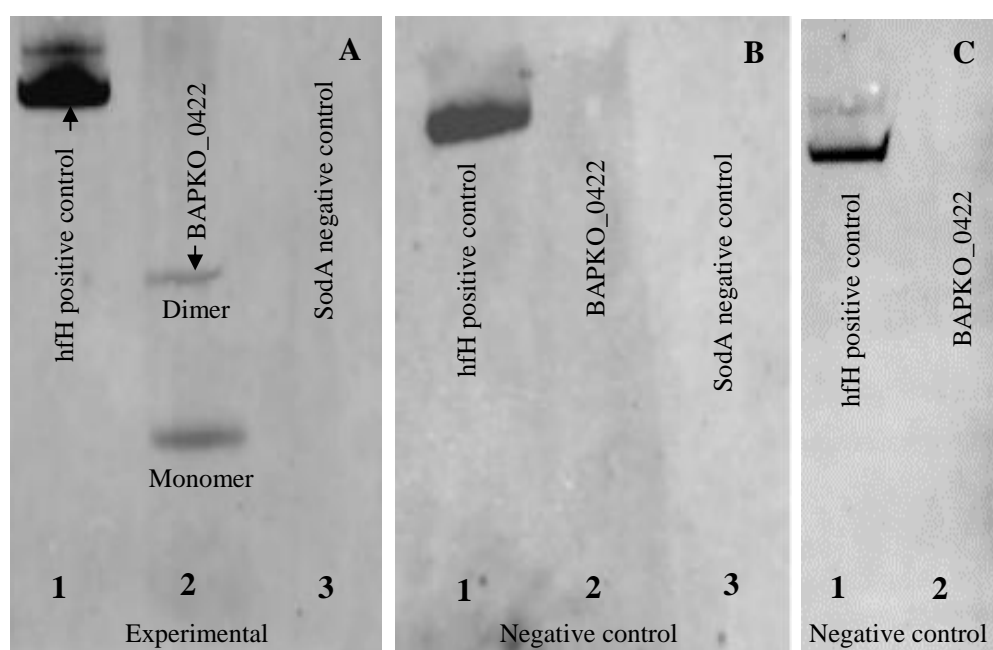 A
hfH positive control
BAPKO_0422
SodA negative control
Dimer
Monomer
1
2
3
Experimental
B
hfH positive control
BAPKO_0422
SodA negative control
1
2
3
Negative control
C
hfH positive control
BAPKO_0422
1
2
Negative control